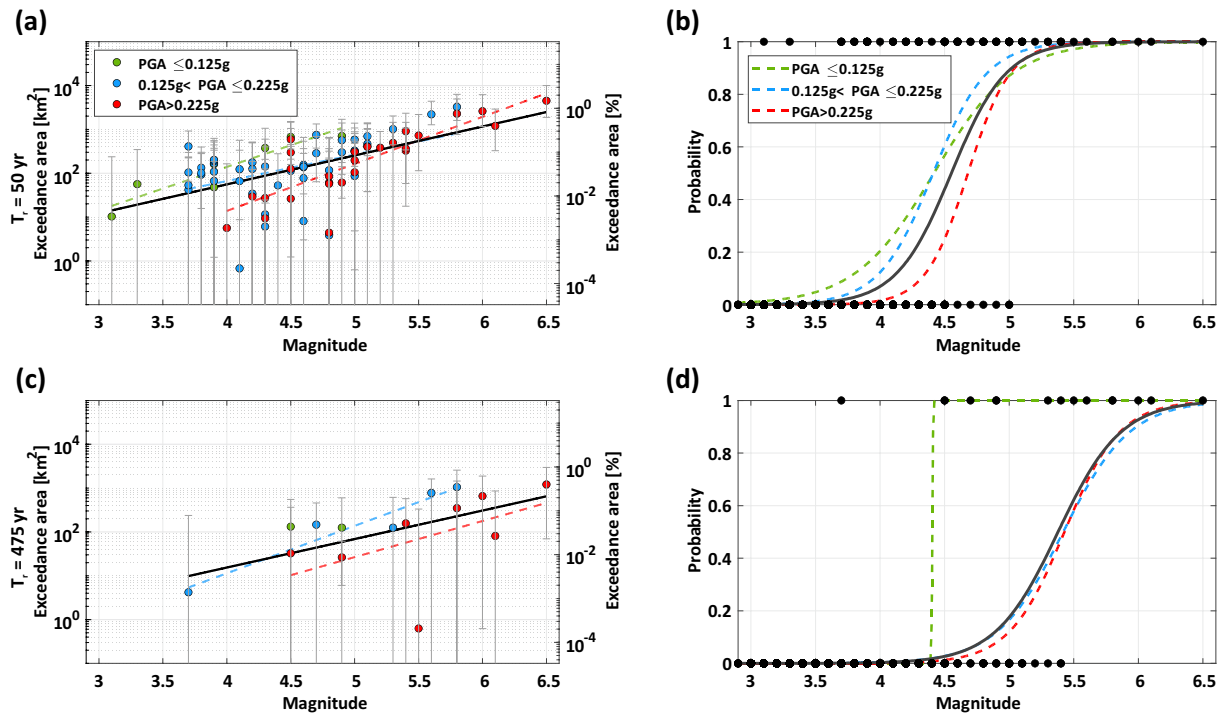 (a)
T_r = 50 yr
Exceedance area [km²]
10⁴
10²
10⁰
PGA ≤0.125g
0.125g< PGA ≤0.225g
PGA>0.225g
10⁰
10⁻²
10⁻⁴
Exceedance area [%]
3 3.5 4 4.5 5 5.5 6 6.5
Magnitude
(b)
Probability
1
0.8
0.6
0.4
0.2
0
PGA ≤0.125g
0.125g< PGA ≤0.225g
PGA>0.225g
3 3.5 4 4.5 5 5.5 6 6.5
Magnitude
(c)
T_r = 475 yr
Exceedance area [km²]
10⁴
10²
10⁰
10⁰
10⁻²
10⁻⁴
Exceedance area [%]
3 3.5 4 4.5 5 5.5 6 6.5
Magnitude
(d)
Probability
1
0.8
0.6
0.4
0.2
0
3 3.5 4 4.5 5 5.5 6 6.5
Magnitude